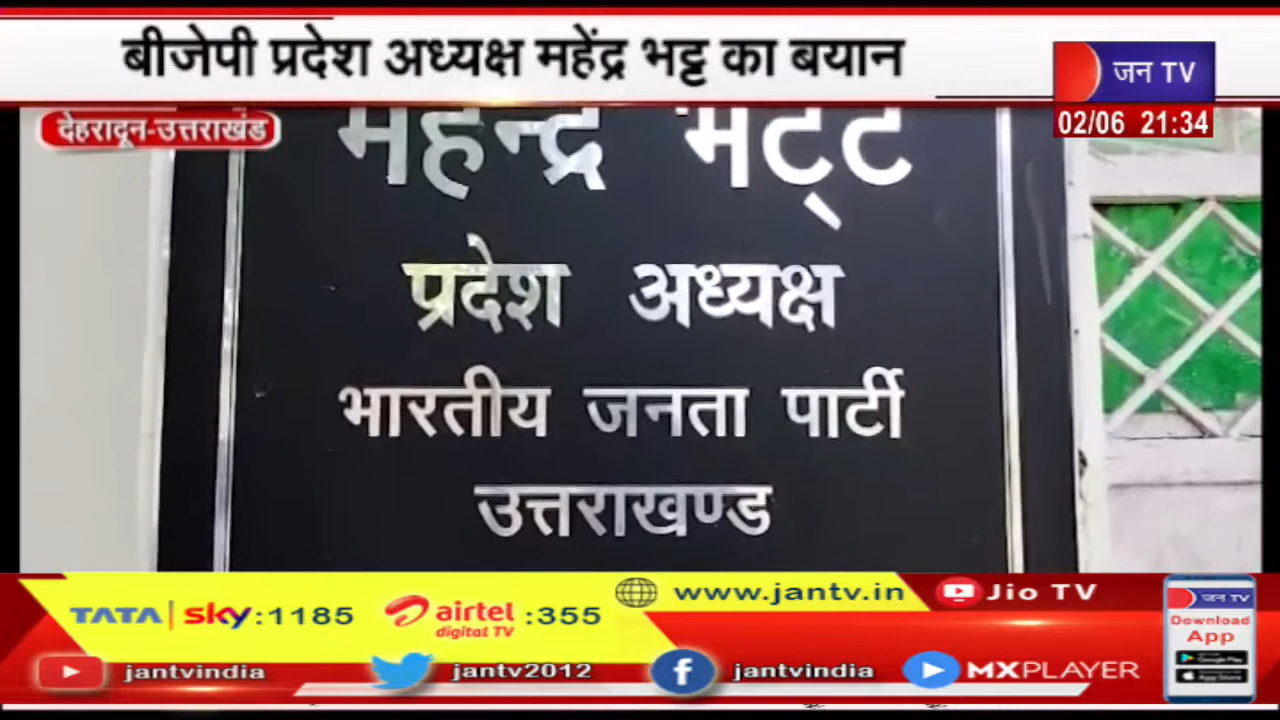 बीजेपी प्रदेश अध्यक्ष महेंद्र भट्ट का बयान
जन TV
02/06 21:34
देहरादून-उत्तराखंड
महेन्द्र भट्ट
प्रदेश अध्यक्ष
भारतीय जनता पार्टी
उत्तराखण्ड
TATA sky:1185
airtel digital TV :355
www.jantv.in
Jio TV
जन TV
Download
App
jantvindia
jantv2012
jantvindia
MXPLAYER